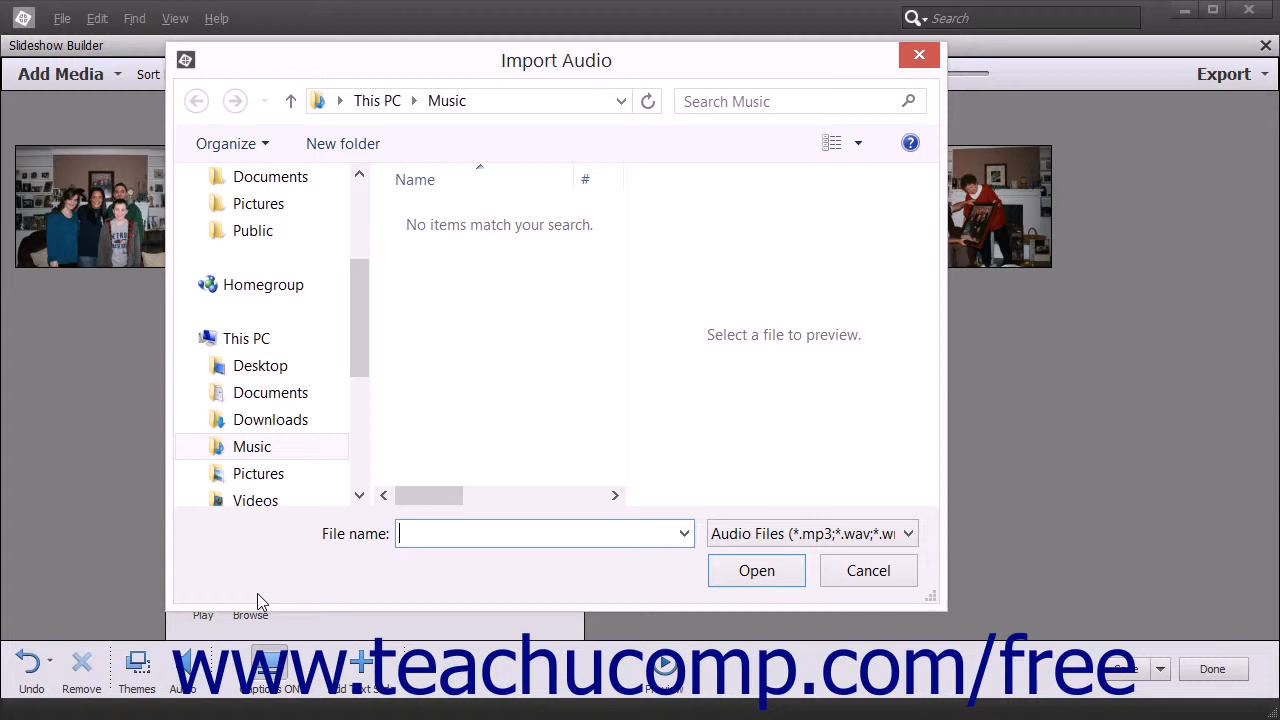 File Edit Find View Help
Search
Slideshow Builder
Add Media Sort
Export
Import Audio
This PC Music
Search Music
Organize New folder
Documents
Pictures
Public
Homegroup
This PC
Desktop
Documents
Downloads
Music
Pictures
Videos
Name #
No items match your search.
Select a file to preview.
File name:
Audio Files (*.mp3;*.wav;*.w
Open Cancel
Play Browse
Undo Remove Themes
Done
www.teachucomp.com/free